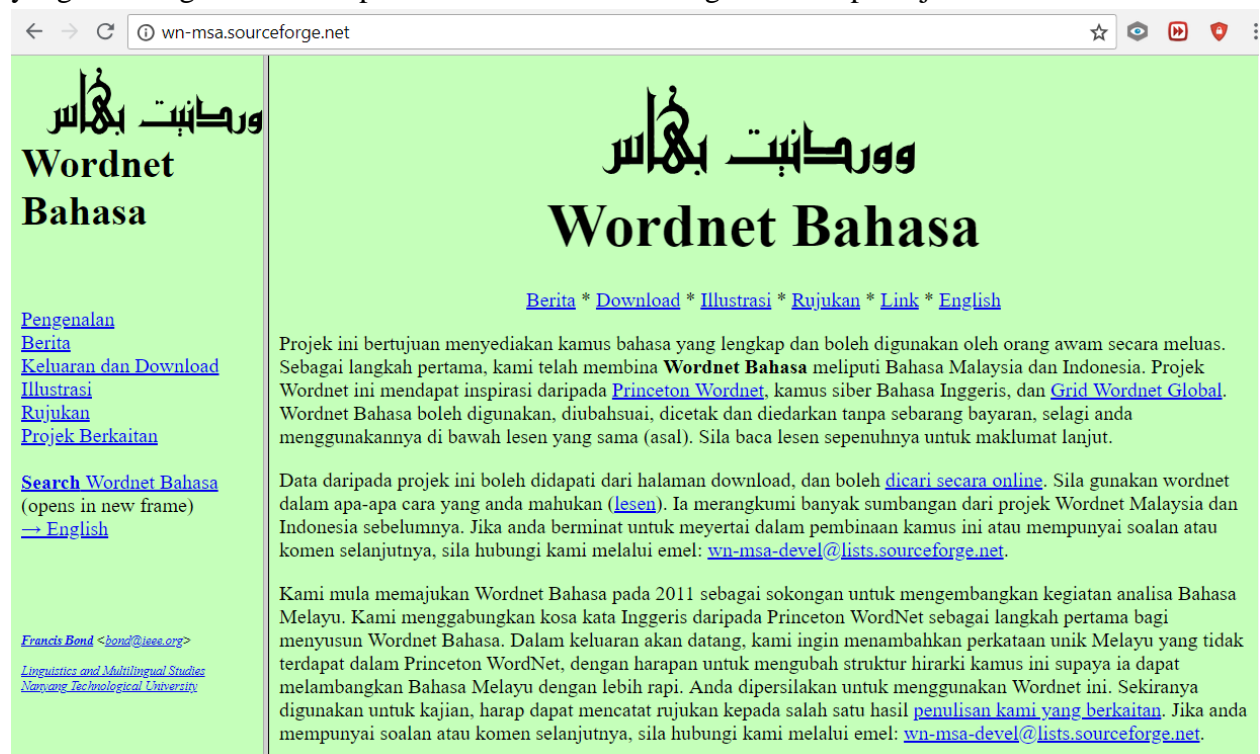 wn-msa.sourceforge.net
وردنيت بهاس
Wordnet
Bahasa
Pengenalan
Berita
Keluaran dan Download
Illustrasi
Rujukan
Projek Berkaitan
Search Wordnet Bahasa
(opens in new frame)
→ English
Francis Bond <bond@ieee.org>
Linguistics and Multilingual Studies
Nanyang Technological University
ووردنيت بهاس
Wordnet Bahasa
Berita * Download * Illustrasi * Rujukan * Link * English
Projek ini bertujuan menyediakan kamus bahasa yang lengkap dan boleh digunakan oleh orang awam secara meluas.
Sebagai langkah pertama, kami telah membina Wordnet Bahasa meliputi Bahasa Malaysia dan Indonesia. Projek
Wordnet ini mendapat inspirasi daripada Princeton Wordnet, kamus siber Bahasa Inggeris, dan Grid Wordnet Global.
Wordnet Bahasa boleh digunakan, diubahsuai, dicetak dan diedarkan tanpa sebarang bayaran, selagi anda
menggunakannya di bawah lesen yang sama (asal). Sila baca lesen sepenuhnya untuk maklumat lanjut.
Data daripada projek ini boleh didapati dari halaman download, dan boleh dicari secara online. Sila gunakan wordnet
dalam apa-apa cara yang anda mahukan (lesen). Ia merangkumi banyak sumbangan dari projek Wordnet Malaysia dan
Indonesia sebelumnya. Jika anda berminat untuk meyertai dalam pembinaan kamus ini atau mempunyai soalan atau
komen selanjutnya, sila hubungi kami melalui emel: wn-msa-devel@lists.sourceforge.net.
Kami mula memajukan Wordnet Bahasa pada 2011 sebagai sokongan untuk mengembangkan kegiatan analisa Bahasa
Melayu. Kami menggabungkan kosa kata Inggeris daripada Princeton WordNet sebagai langkah pertama bagi
menyusun Wordnet Bahasa. Dalam keluaran akan datang, kami ingin menambahkan perkataan unik Melayu yang tidak
terdapat dalam Princeton WordNet, dengan harapan untuk mengubah struktur hirarki kamus ini supaya ia dapat
melambangkan Bahasa Melayu dengan lebih rapi. Anda dipersilakan untuk menggunakan Wordnet ini. Sekiranya
digunakan untuk kajian, harap dapat mencatat rujukan kepada salah satu hasil penulisan kami yang berkaitan. Jika anda
mempunyai soalan atau komen selanjutnya, sila hubungi kami melalui emel: wn-msa-devel@lists.sourceforge.net.